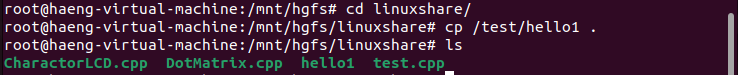 root@haeng-virtual-machine:/mnt/hgfs# cd linuxshare/
root@haeng-virtual-machine:/mnt/hgfs/linuxshare# cp /test/hello1 .
root@haeng-virtual-machine:/mnt/hgfs/linuxshare# ls
CharactorLCD.cpp  DotMatrix.cpp  hello1  test.cpp